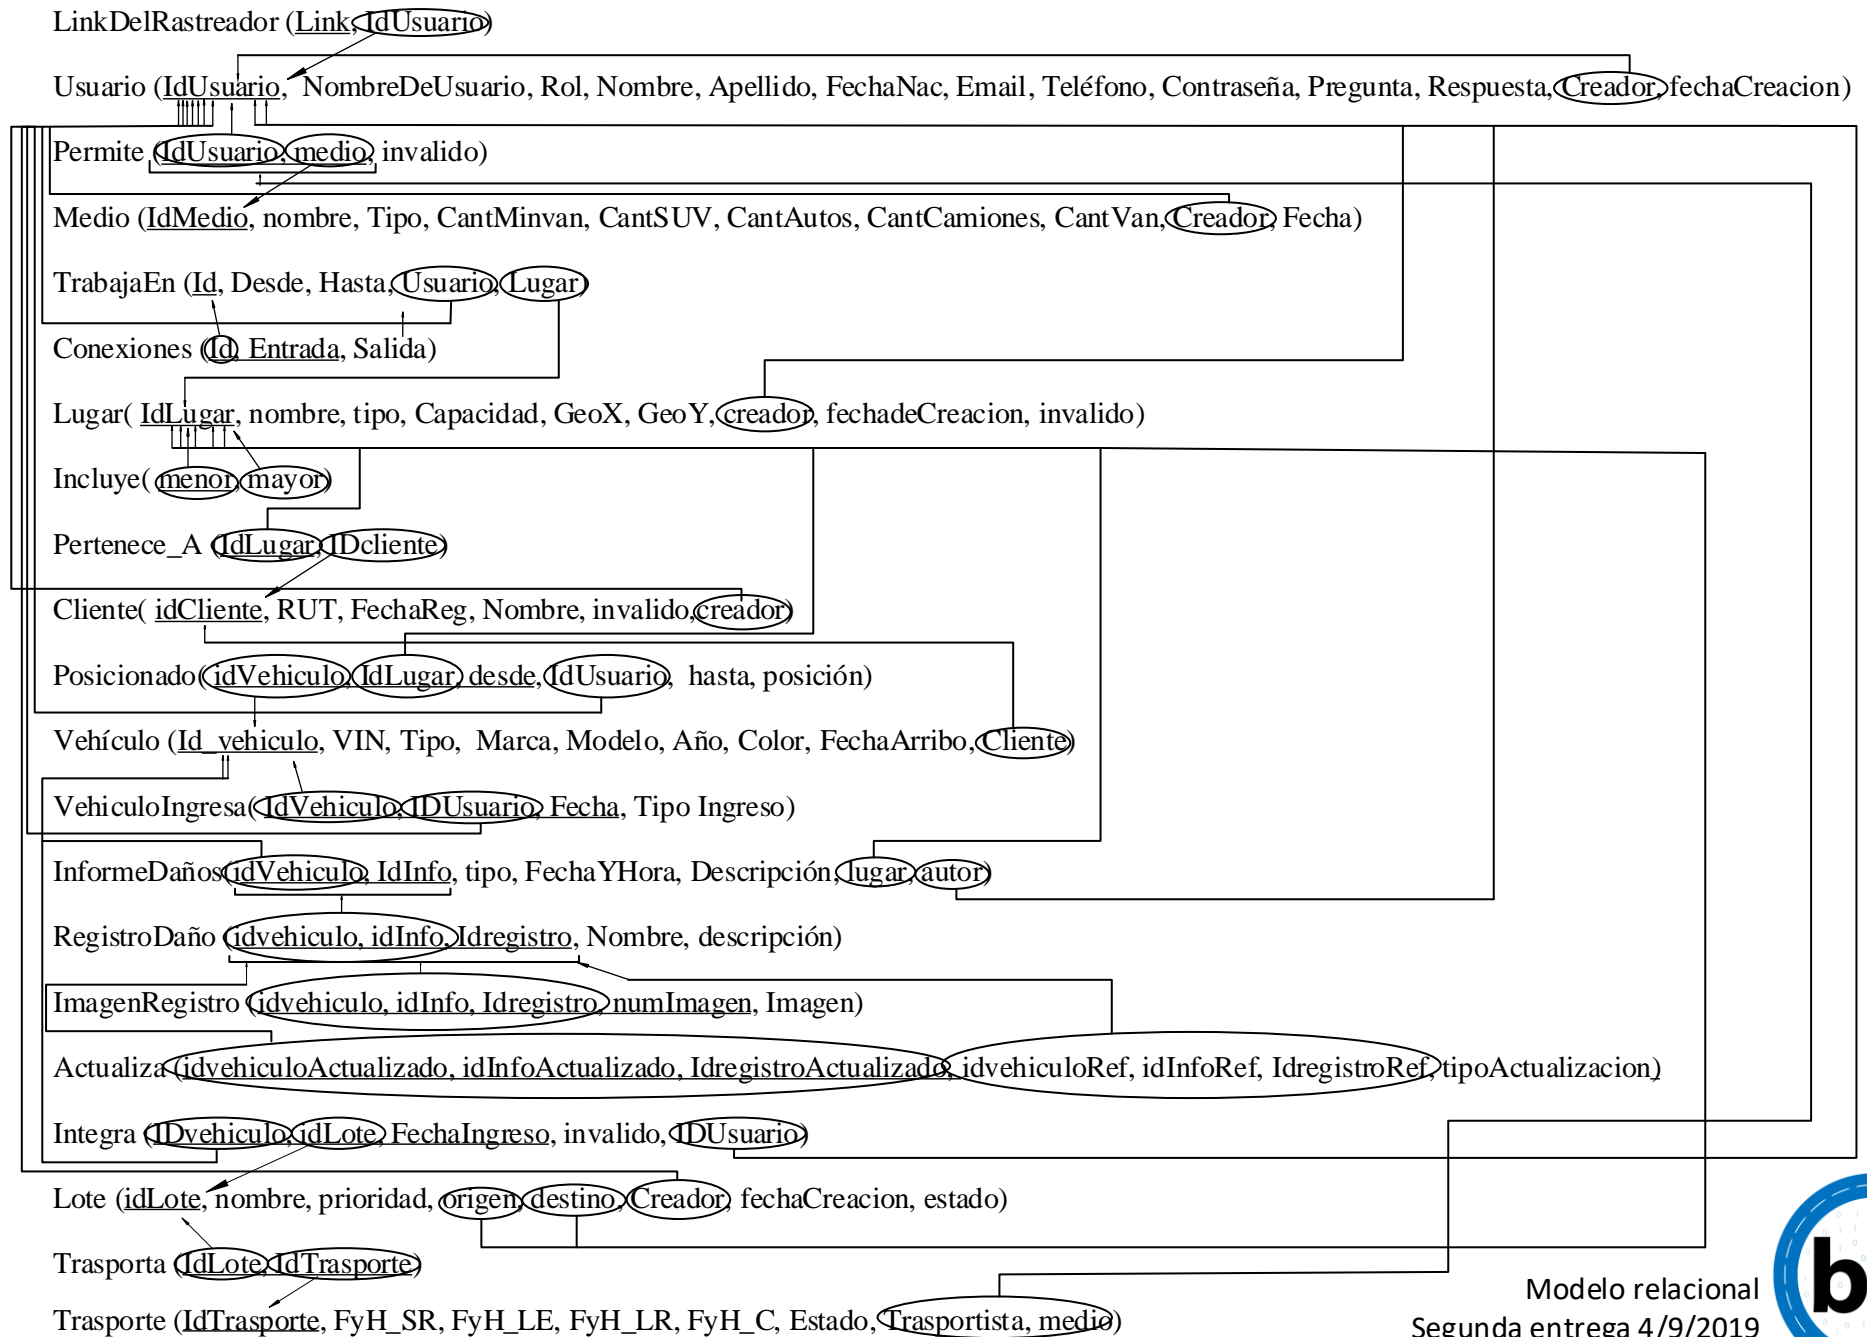 LinkDelRastreador (Link, IdUsuario)
Usuario (IdUsuario, NombreDeUsuario, Rol, Nombre, Apellido, FechaNac, Email, Teléfono, Contraseña, Pregunta, Respuesta, Creador, fechaCreacion)
Permite (IdUsuario, medio, invalido)
Medio (IdMedio, nombre, Tipo, CantMinvan, CantSUV, CantAutos, CantCamiones, CantVan, Creador, Fecha)
TrabajaEn (Id, Desde, Hasta, Usuario, Lugar)
Conexiones (Id, Entrada, Salida)
Lugar( IdLugar, nombre, tipo, Capacidad, GeoX, GeoY, creador, fechadeCreacion, invalido)
Incluye( menor, mayor)
Pertenece_A (IdLugar, IDcliente)
Cliente( idCliente, RUT, FechaReg, Nombre, invalido,creador)
Posicionado( idVehiculo, IdLugar, desde, IdUsuario, hasta, posición)
Vehículo (Id_vehiculo, VIN, Tipo, Marca, Modelo, Año, Color, FechaArribo, Cliente)
VehiculoIngresa( IdVehiculo, IDUsuario, Fecha, Tipo Ingreso)
InformeDaños(idVehiculo, IdInfo, tipo, FechaYHora, Descripción, lugar, autor)
RegistroDaño (idvehiculo, idInfo, Idregistro, Nombre, descripción)
ImagenRegistro (idvehiculo, idInfo, Idregistro, numImagen, Imagen)
Actualiza (idvehiculoActualizado, idInfoActualizado, IdregistroActualizado, idvehiculoRef, idInfoRef, IdregistroRef, tipoActualizacion)
Integra (IDvehiculo, idLote, FechaIngreso, invalido, IDUsuario)
Lote (idLote, nombre, prioridad, origen, destino, Creador, fechaCreacion, estado)
Trasporta (IdLote, IdTrasporte)
Trasporte (IdTrasporte, FyH_SR, FyH_LE, FyH_LR, FyH_C, Estado, Trasportista, medio)
Modelo relacional
Segunda entrega 4/9/2019
b